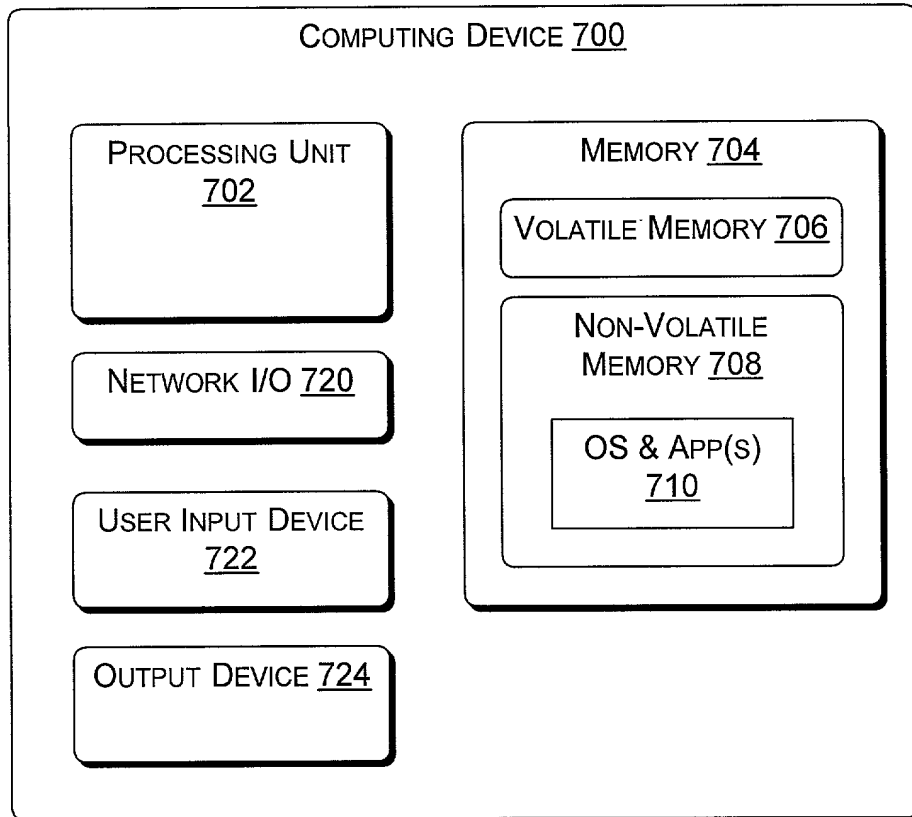 COMPUTING DEVICE 700
PROCESSING UNIT
702
NETWORK I/O 720
USER INPUT DEVICE
722
OUTPUT DEVICE 724
MEMORY 704
VOLATILE MEMORY 706
NON-VOLATILE
MEMORY 708
OS & APP(S)
710